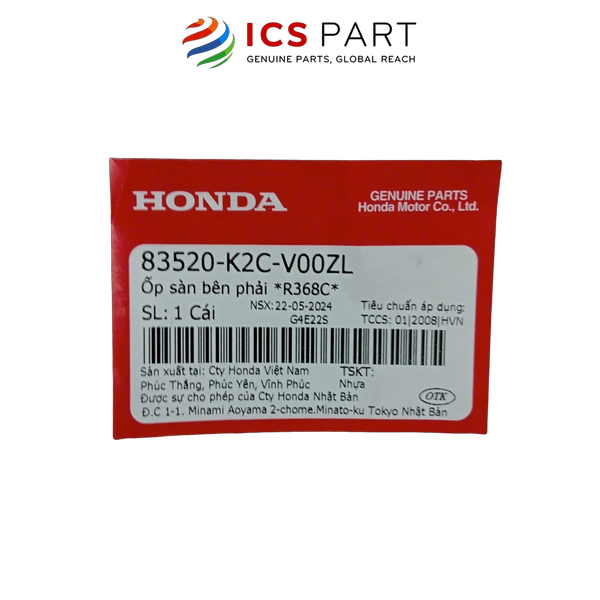 ICS PART
GENUINE PARTS, GLOBAL REACH
HONDA
GENUINE PARTS
Honda Motor Co., Ltd.
83520-K2C-V00ZL
Ốp sàn bên phải *R368C*
SL: 1 Cái
NSX:22-05-2024
G4E22S
Tiêu chuẩn áp dụng:
TCCS: 01|2008|HVN
Sản xuất tại: Cty Honda Việt Nam
TSKT:
Phúc Thắng, Phúc Yên, Vĩnh Phúc
Nhựa
Được sự cho phép của Cty Honda Nhật Bản
Đ.C 1-1. Minami Aoyama 2-chome.Minato-ku Tokyo Nhật Bản
OTK